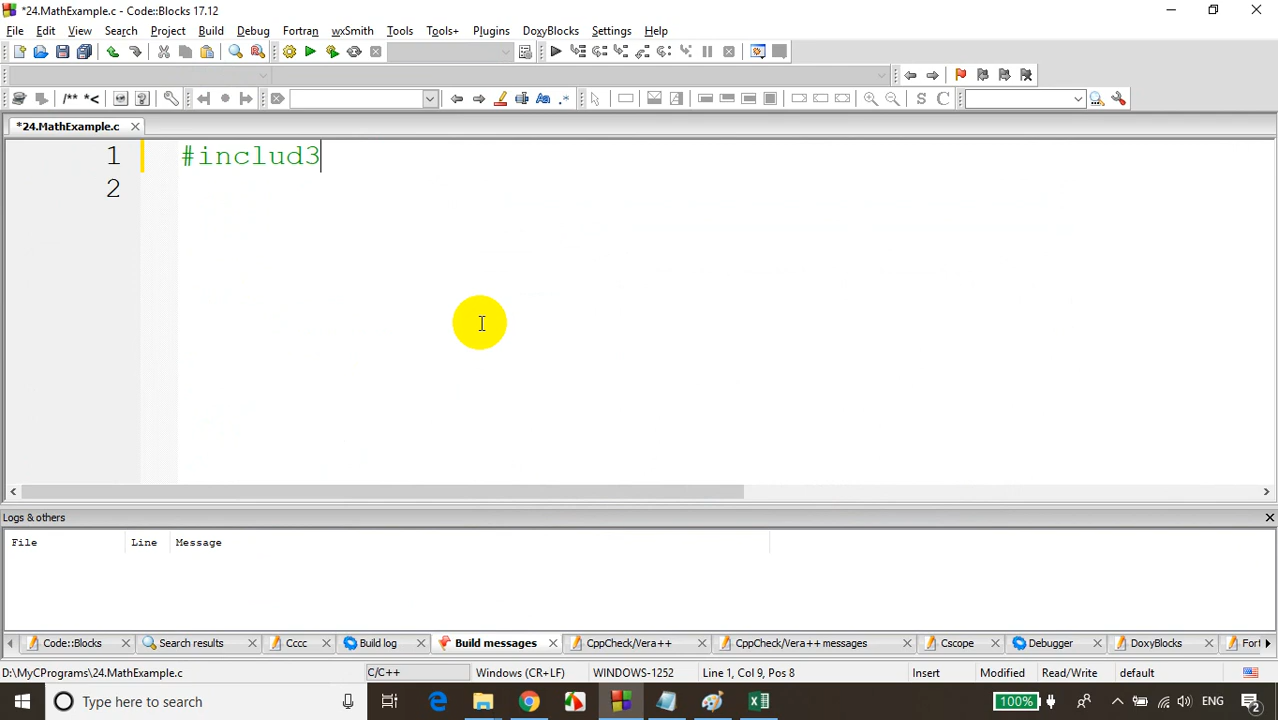 *24.MathExample.c - Code::Blocks 17.12
File Edit View Search Project Build Debug Fortran wxSmith Tools Tools+ Plugins DoxyBlocks Settings Help
/** *<
S C
*24.MathExample.c
1 #includ3
2
Logs & others
File Line Message
Code::Blocks Search results Cccc Build log Build messages CppCheck/Vera++ CppCheck/Vera++ messages Cscope Debugger DoxyBlocks Fort
D:\MyCPrograms\24.MathExample.c C/C++ Windows (CR+LF) WINDOWS-1252 Line 1, Col 9, Pos 8 Insert Modified Read/Write default
Type here to search 100% ENG 2